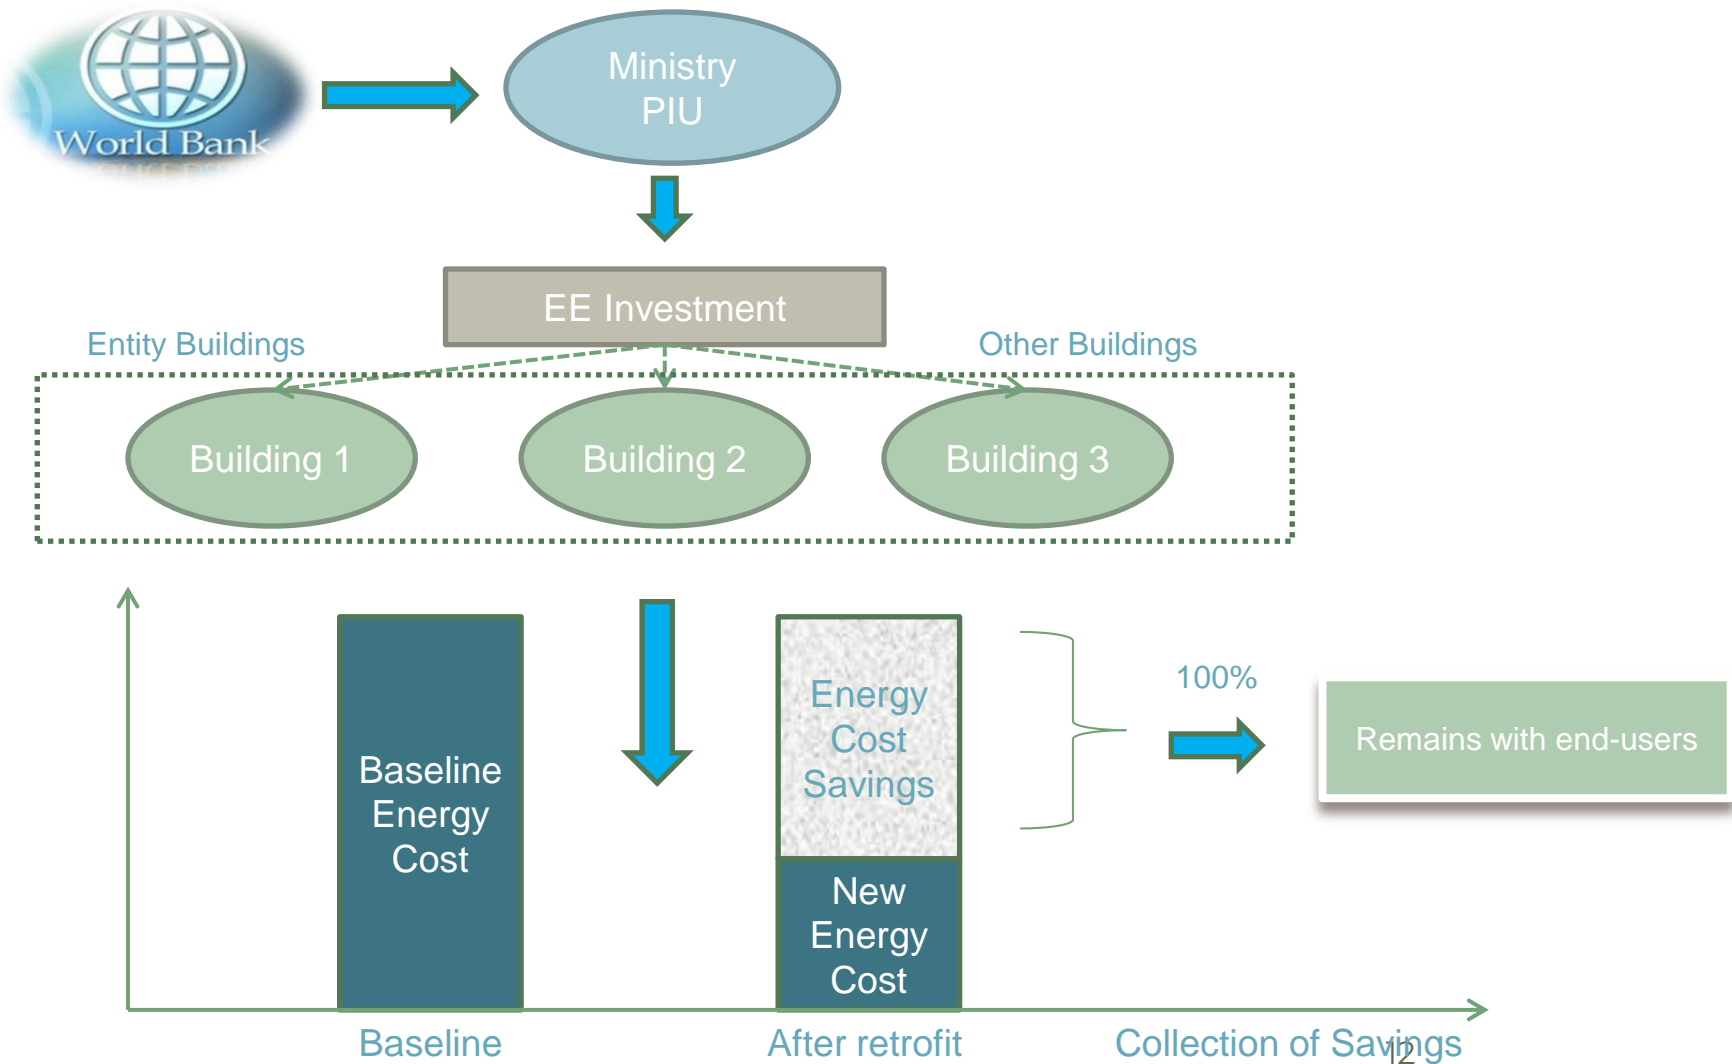 World Bank
Ministry
PIU
EE Investment
Entity Buildings
Other Buildings
Building 1
Building 2
Building 3
Baseline
Energy
Cost
Energy
Cost
Savings
New
Energy
Cost
100%
Remains with end-users
Baseline
After retrofit
Collection of Savings
12